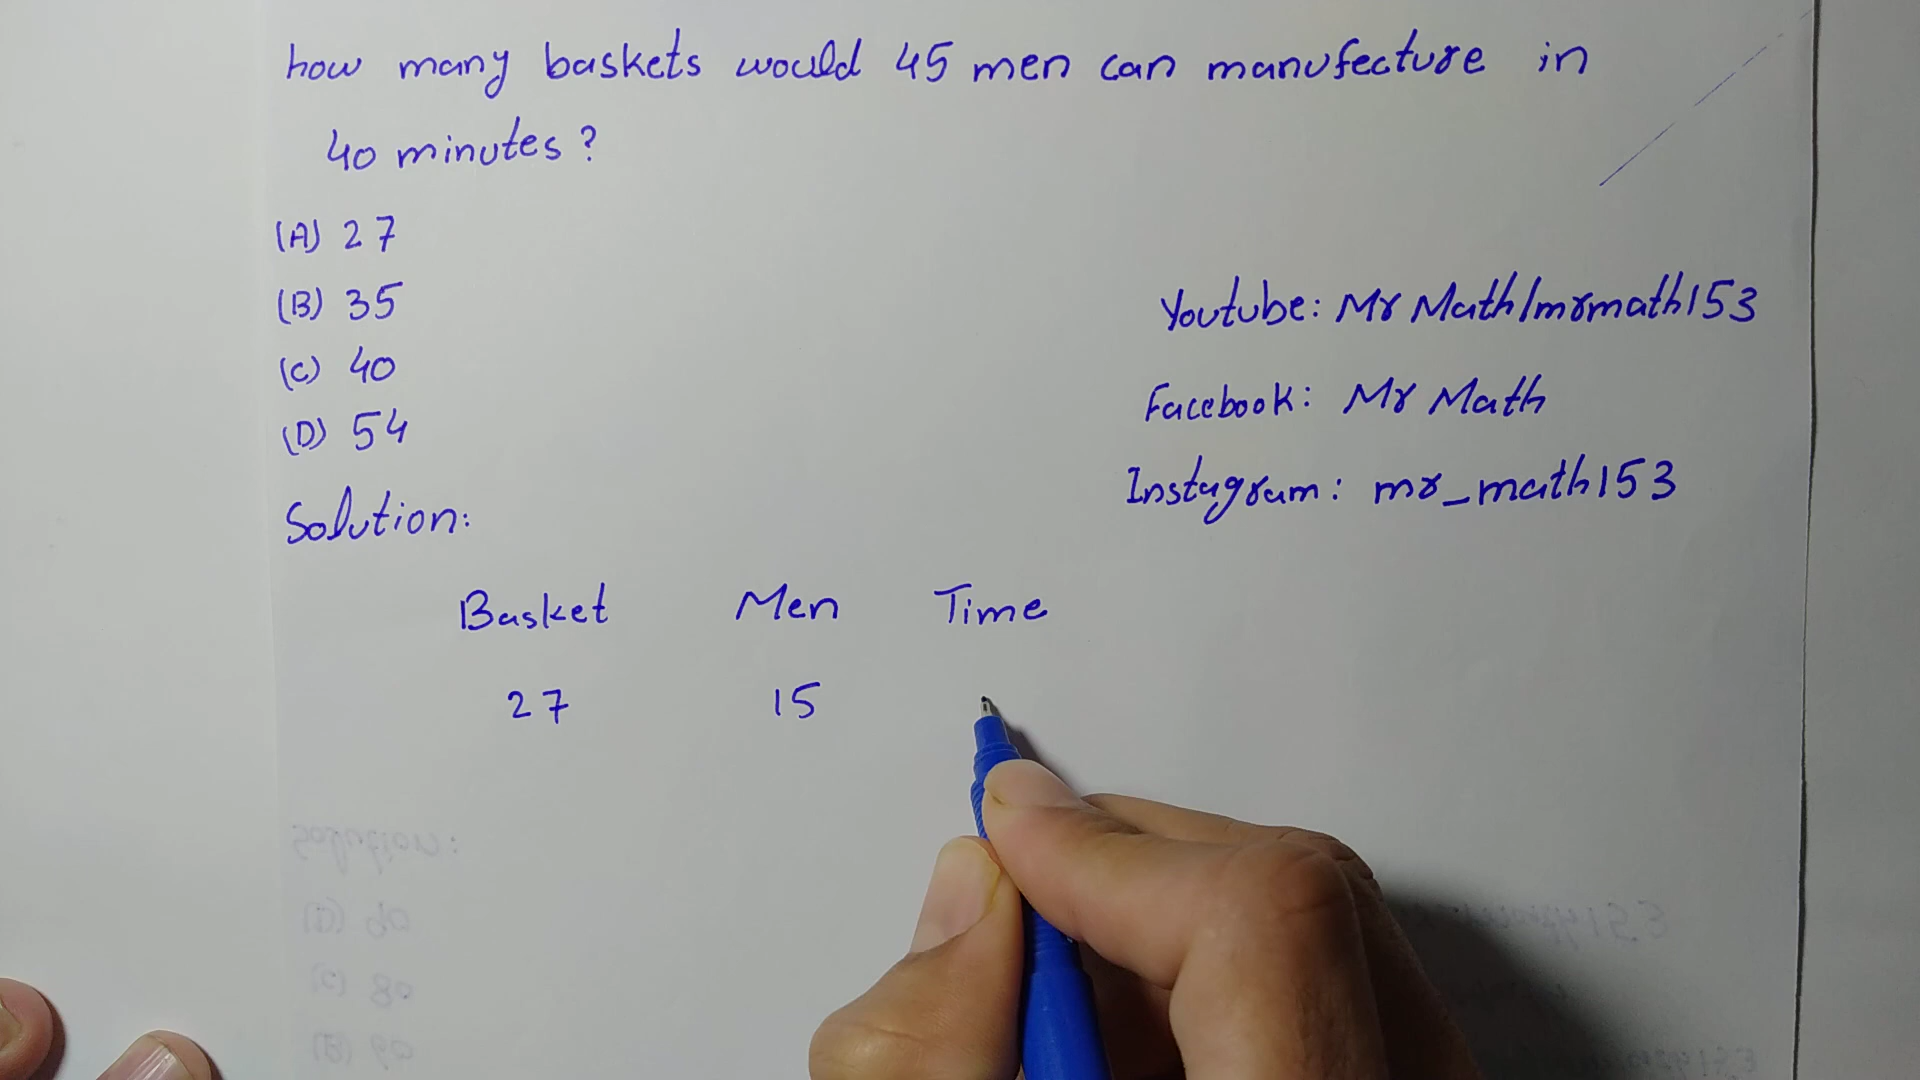 how many baskets would 45 men can manufecture in
40 minutes?
(A) 27
(B) 35
(C) 40
(D) 54
Youtube: Mr Math/mrmath153
Facebook: Mr Math
Instagram: mr_math153
Solution:
Basket Men Time
27 15